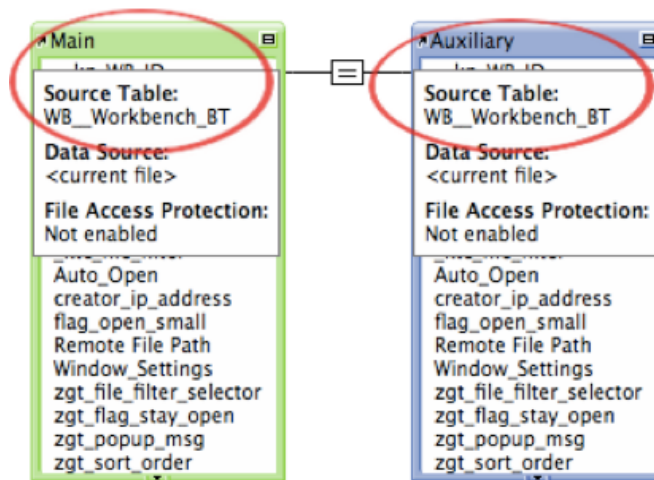 Main
Source Table:
WB__Workbench_BT
Data Source:
<current file>
File Access Protection:
Not enabled
Auto_Open
creator_ip_address
flag_open_small
Remote File Path
Window_Settings
zgt_file_filter_selector
zgt_flag_stay_open
zgt_popup_msg
zgt_sort_order
=
Auxiliary
Source Table:
WB__Workbench_BT
Data Source:
<current file>
File Access Protection:
Not enabled
Auto_Open
creator_ip_address
flag_open_small
Remote File Path
Window_Settings
zgt_file_filter_selector
zgt_flag_stay_open
zgt_popup_msg
zgt_sort_order